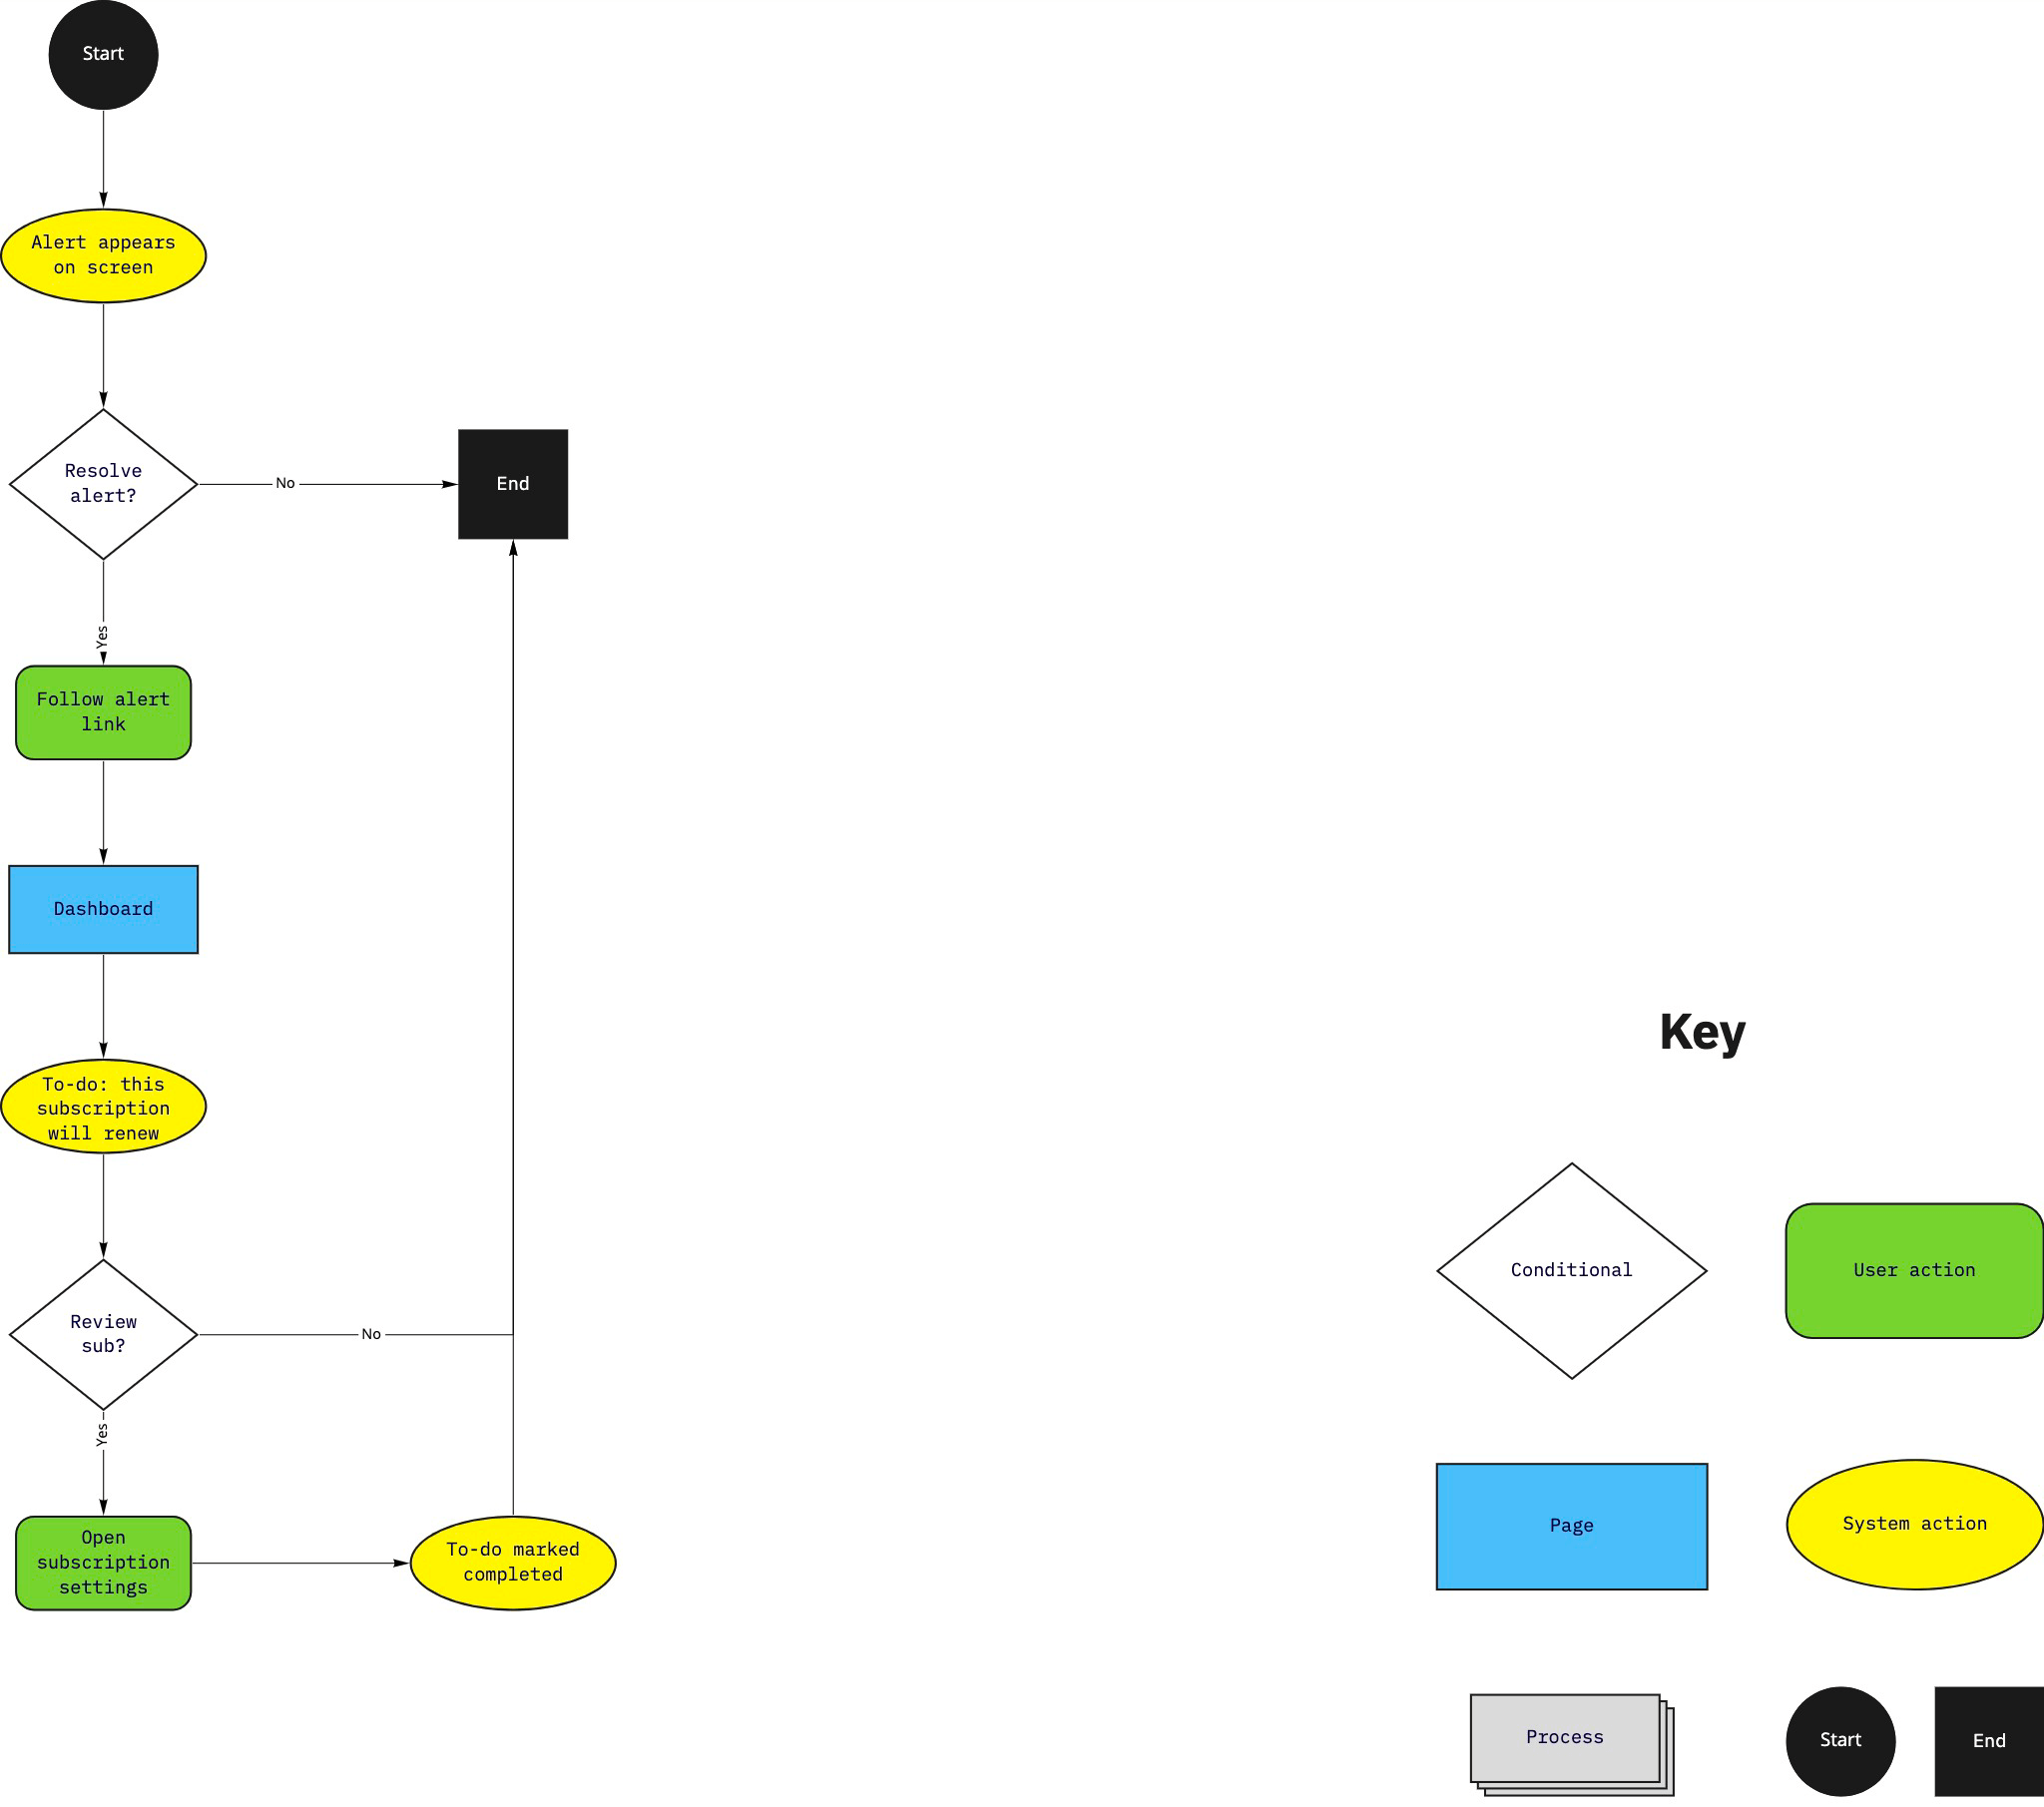 Start
Alert appears
on screen
Resolve
alert?
No
End
Yes
Follow alert
link
Dashboard
To-do: this
subscription
will renew
Review
sub?
No
Yes
Open
subscription
settings
To-do marked
completed
Key
Conditional
User action
Page
System action
Process
Start
End